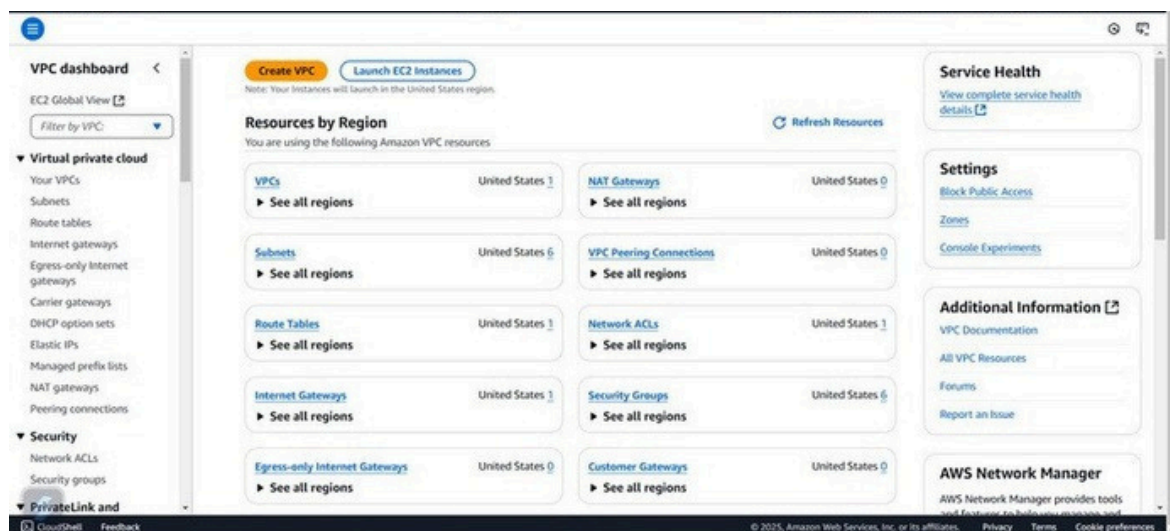 VPC dashboard
EC2 Global View
Filter by VPC:
Virtual private cloud
Your VPCs
Subnets
Route tables
Internet gateways
Egress-only Internet
gateways
Carrier gateways
DHCP option sets
Elastic IPs
Managed prefix lists
NAT gateways
Peering connections
Security
Network ACLs
Security groups
PrivateLink and
Create VPC
Launch EC2 Instances
Note: Your Instances will launch in the United States region.
Resources by Region
Refresh Resources
You are using the following Amazon VPC resources
VPCs United States 1
See all regions
NAT Gateways United States 0
See all regions
Subnets United States 6
See all regions
VPC Peering Connections United States 0
See all regions
Route Tables United States 1
See all regions
Network ACLs United States 1
See all regions
Internet Gateways United States 1
See all regions
Security Groups United States 6
See all regions
Egress-only Internet Gateways United States 0
See all regions
Customer Gateways United States 0
See all regions
Service Health
View complete service health
details
Settings
Block Public Access
Zones
Console Experiments
Additional Information
VPC Documentation
All VPC Resources
Forums
Report an Issue
AWS Network Manager
AWS Network Manager provides tools
and features to help you manage and
CloudShell Feedback
© 2025, Amazon Web Services, Inc. or its affiliates. Privacy Terms Cookie preferences